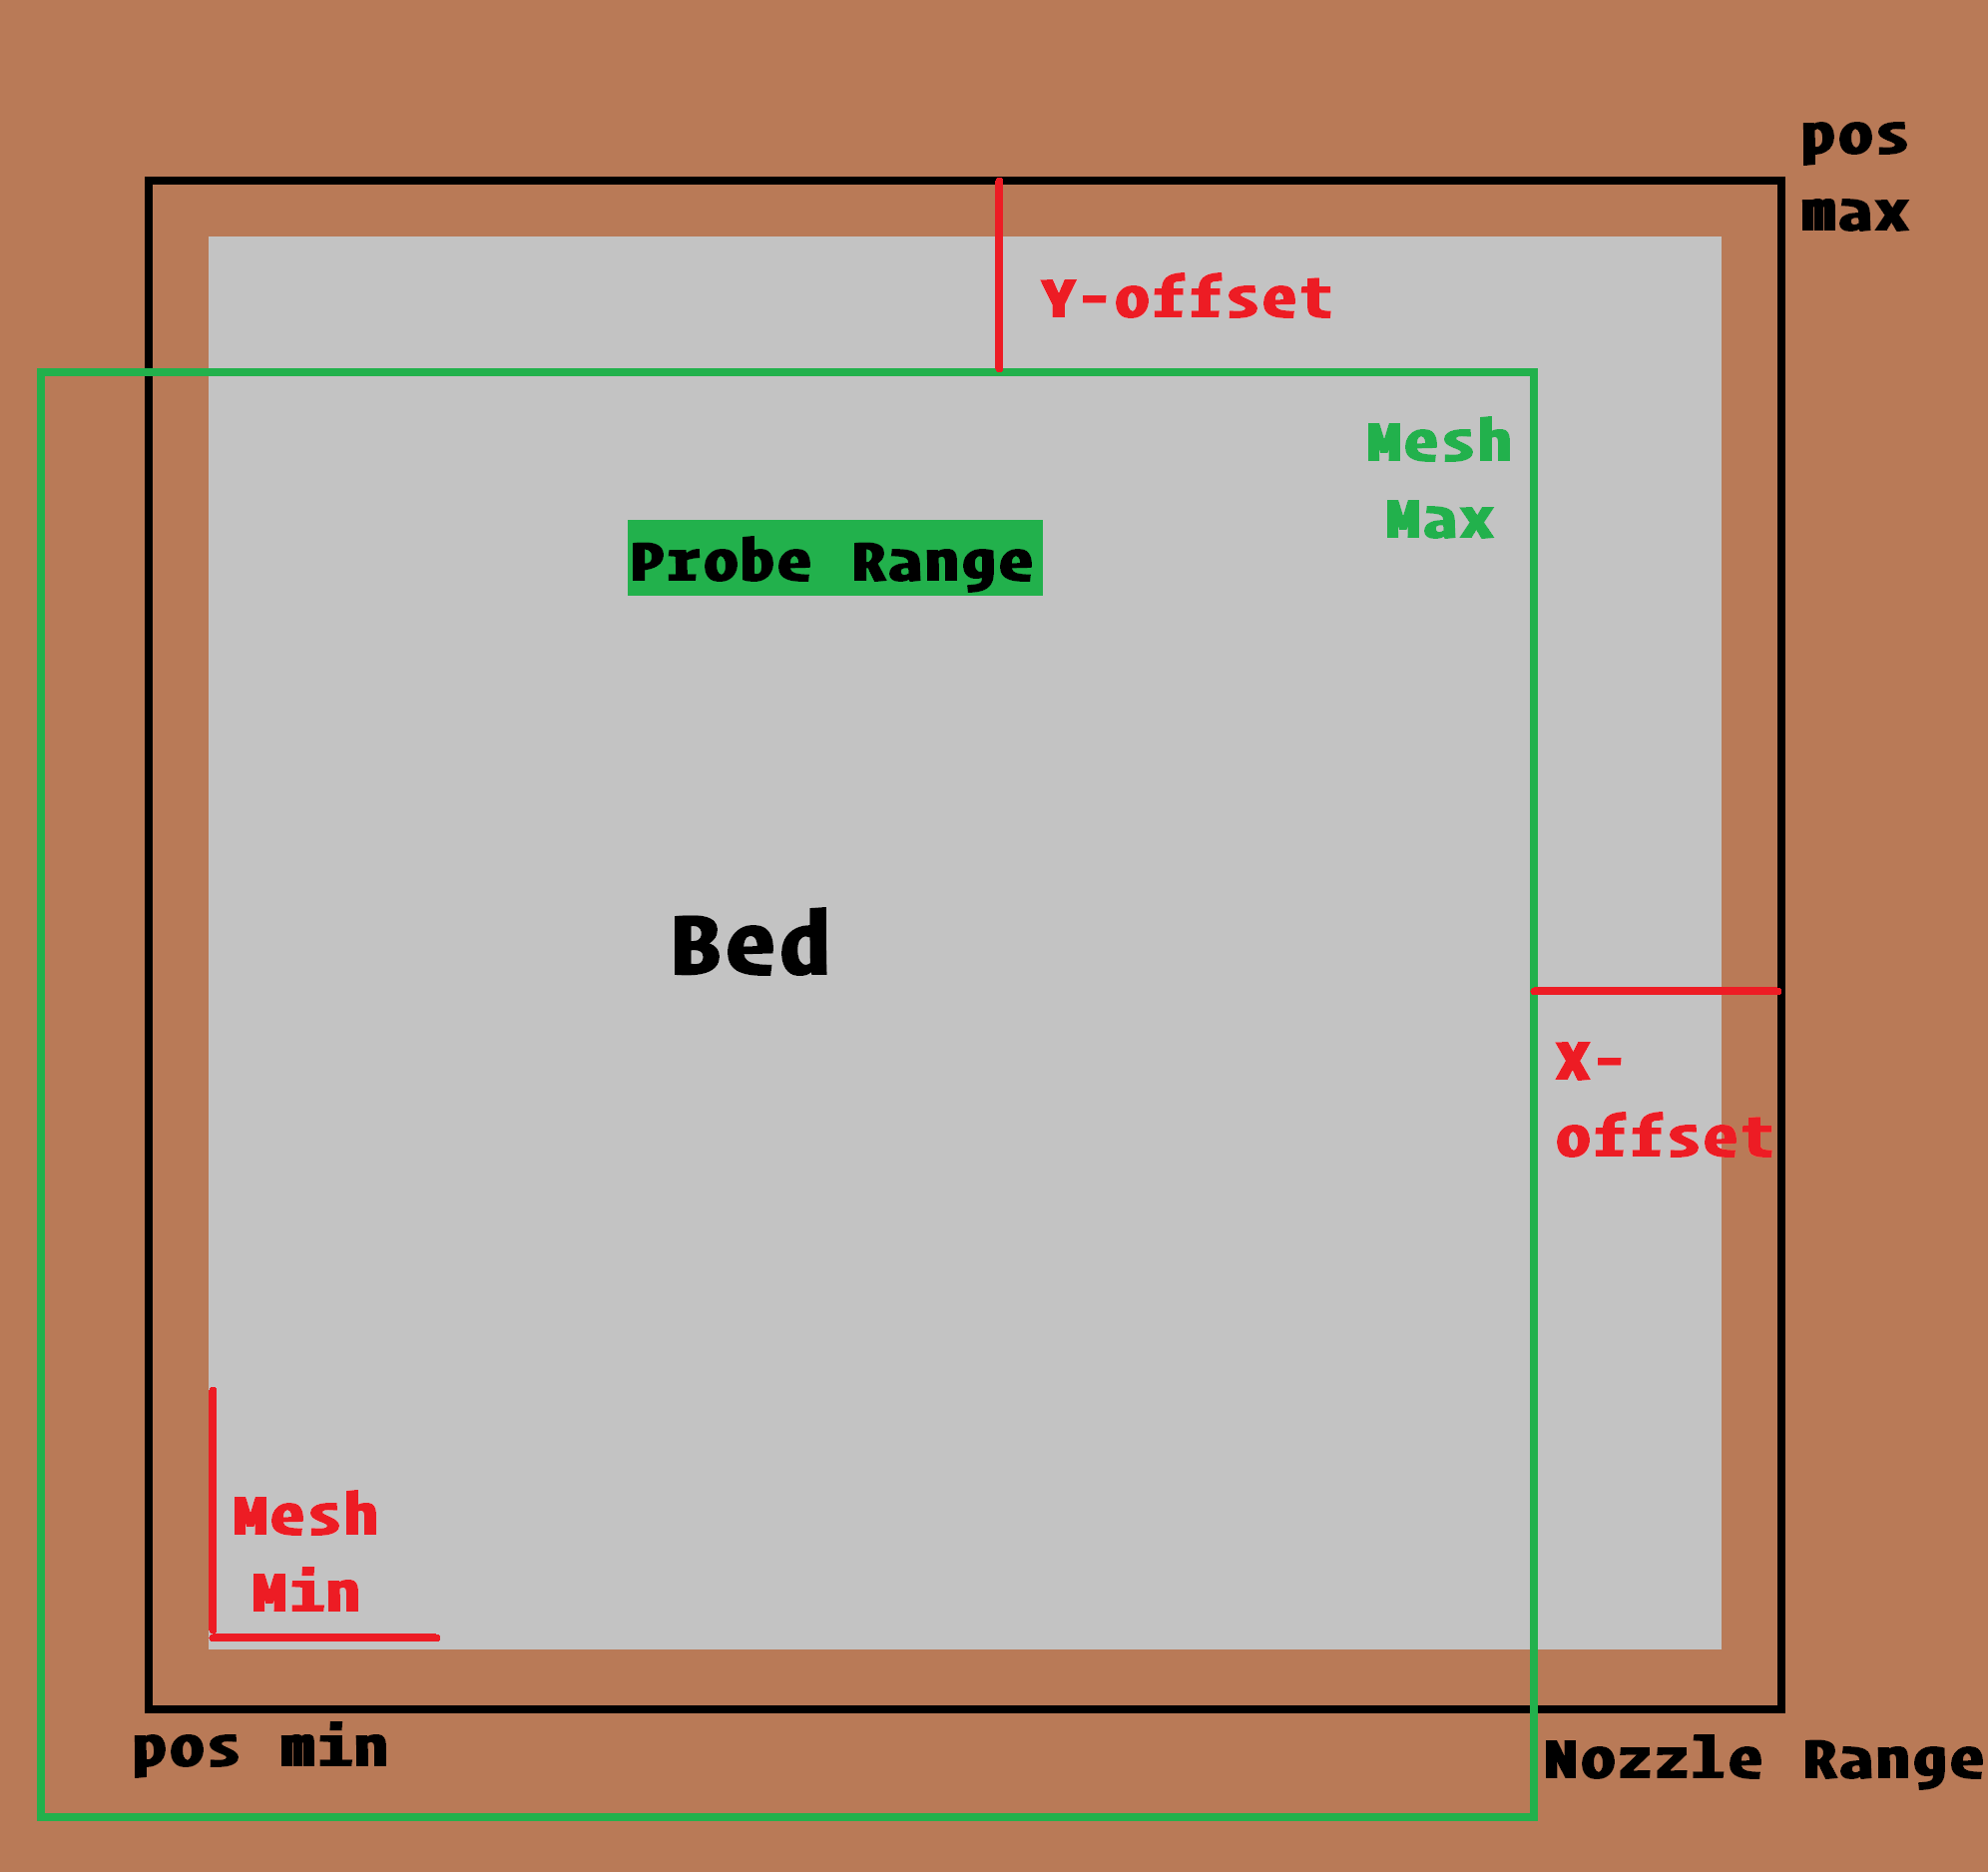 pos
max
Y-offset
Mesh
Max
Probe Range
Bed
X-
offset
Mesh
Min
pos min
Nozzle Range